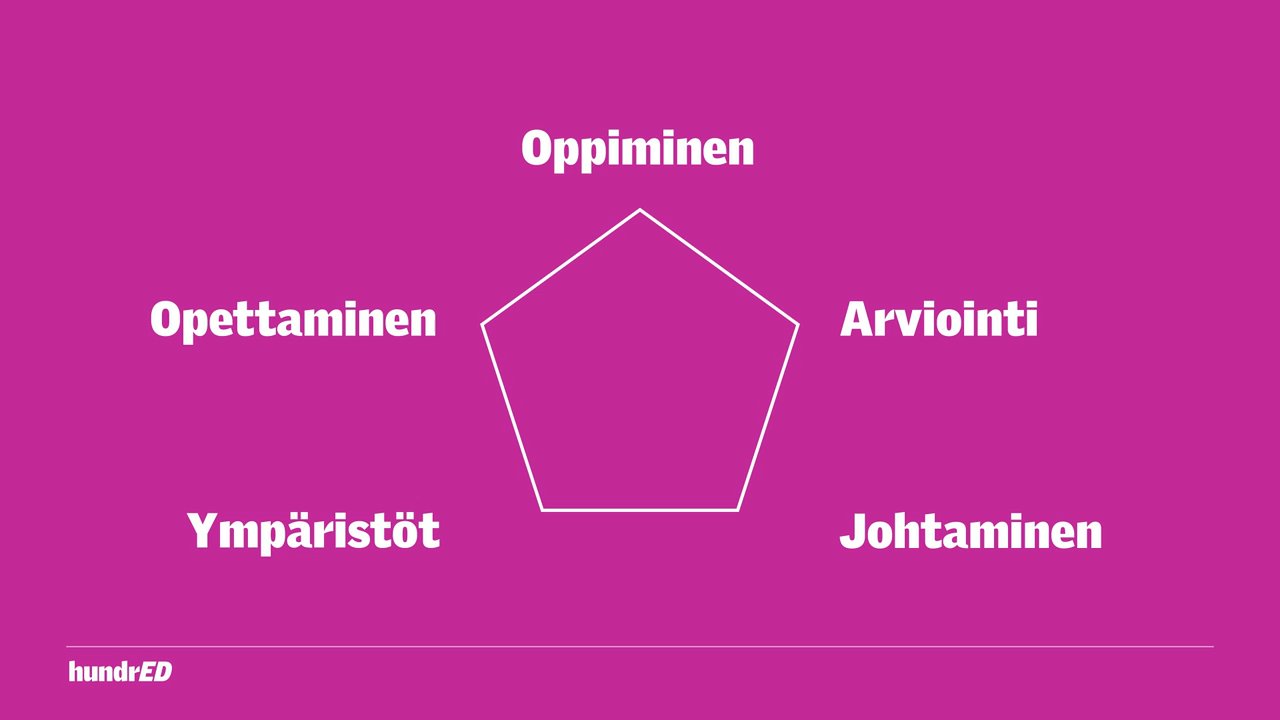 Oppiminen
Opettaminen
Arviointi
Ympäristöt
Johtaminen
hundrED